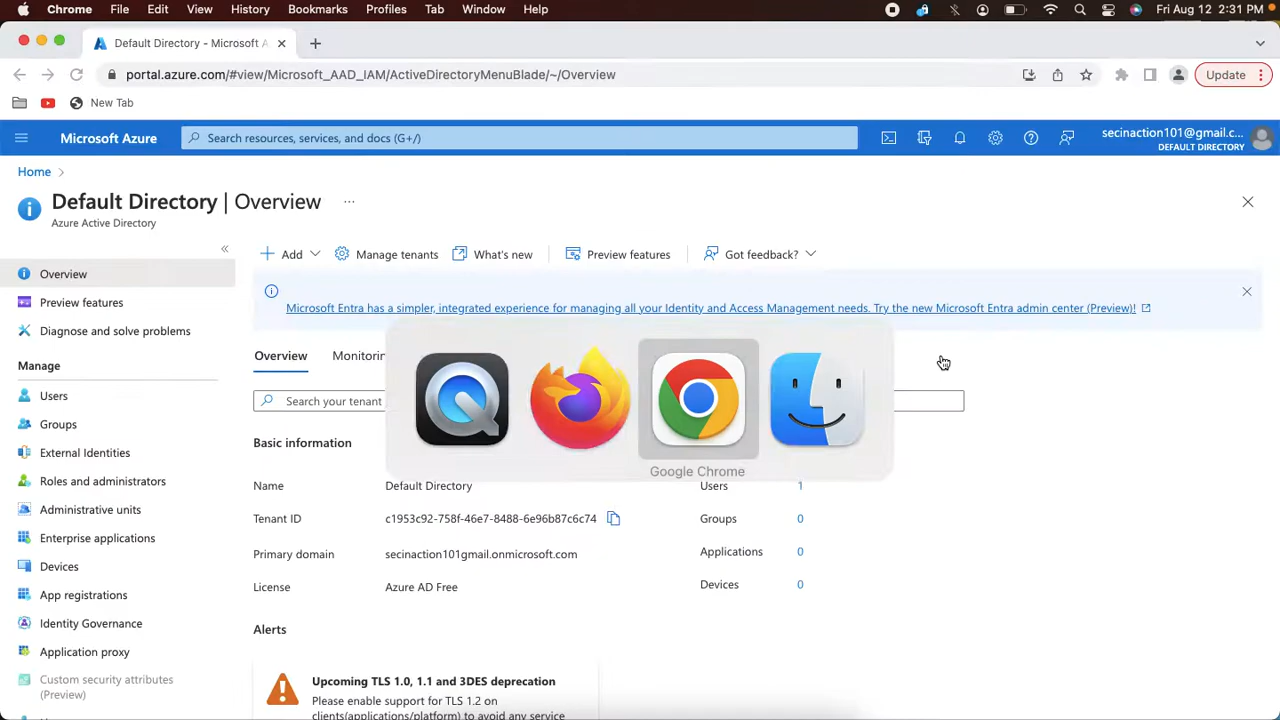 Chrome File Edit View History Bookmarks Profiles Tab Window Help Fri Aug 12 2:31 PM
Default Directory - Microsoft A
portal.azure.com/#view/Microsoft_AAD_IAM/ActiveDirectoryMenuBlade/~/Overview Update
New Tab
Microsoft Azure Search resources, services, and docs (G+/) secinaction101@gmail.c...
DEFAULT DIRECTORY
Home
Default Directory | Overview ...
Azure Active Directory
Add Manage tenants What's new Preview features Got feedback?
Overview
Preview features
Diagnose and solve problems
Manage
Users
Groups
External Identities
Roles and administrators
Administrative units
Enterprise applications
Devices
App registrations
Identity Governance
Application proxy
Custom security attributes
(Preview)
Microsoft Entra has a simpler, integrated experience for managing all your Identity and Access Management needs. Try the new Microsoft Entra admin center (Preview)!
Overview Monitorin
Search your tenant
Google Chrome
Basic information
Name Default Directory Users 1
Tenant ID c1953c92-758f-46e7-8488-6e96b87c6c74 Groups 0
Primary domain secinaction101gmail.onmicrosoft.com Applications 0
License Azure AD Free Devices 0
Alerts
Upcoming TLS 1.0, 1.1 and 3DES deprecation
Please enable support for TLS 1.2 on
clients(applications/platform) to avoid any service